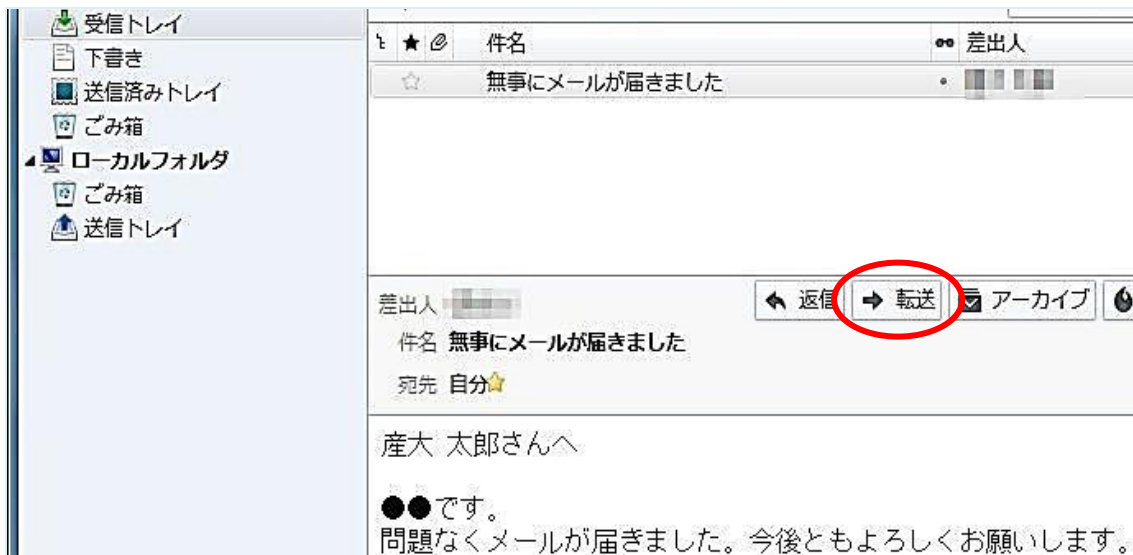 受信トレイ
下書き
送信済みトレイ
ごみ箱
ローカルフォルダ
ごみ箱
送信トレイ
件名 差出人
無事にメールが届きました
差出人 返信 転送 アーカイブ
件名 無事にメールが届きました
宛先 自分
産大 太郎さんへ
●●です。
問題なくメールが届きました。今後ともよろしくお願いします。